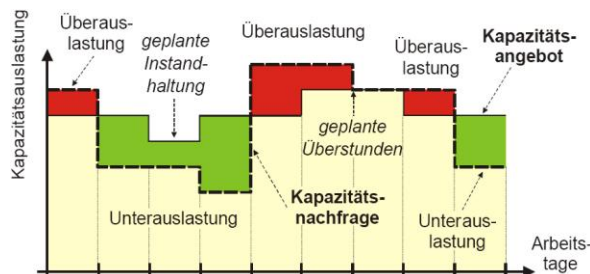 Kapazitätsauslastung
Überaus-
lastung
geplante
Instand-
haltung
Überauslastung
Überaus-
lastung
Kapazitäts-
angebot
geplante
Überstunden
Unterauslastung
Kapazitäts-
nachfrage
Unteraus-
lastung
Arbeits-
tage